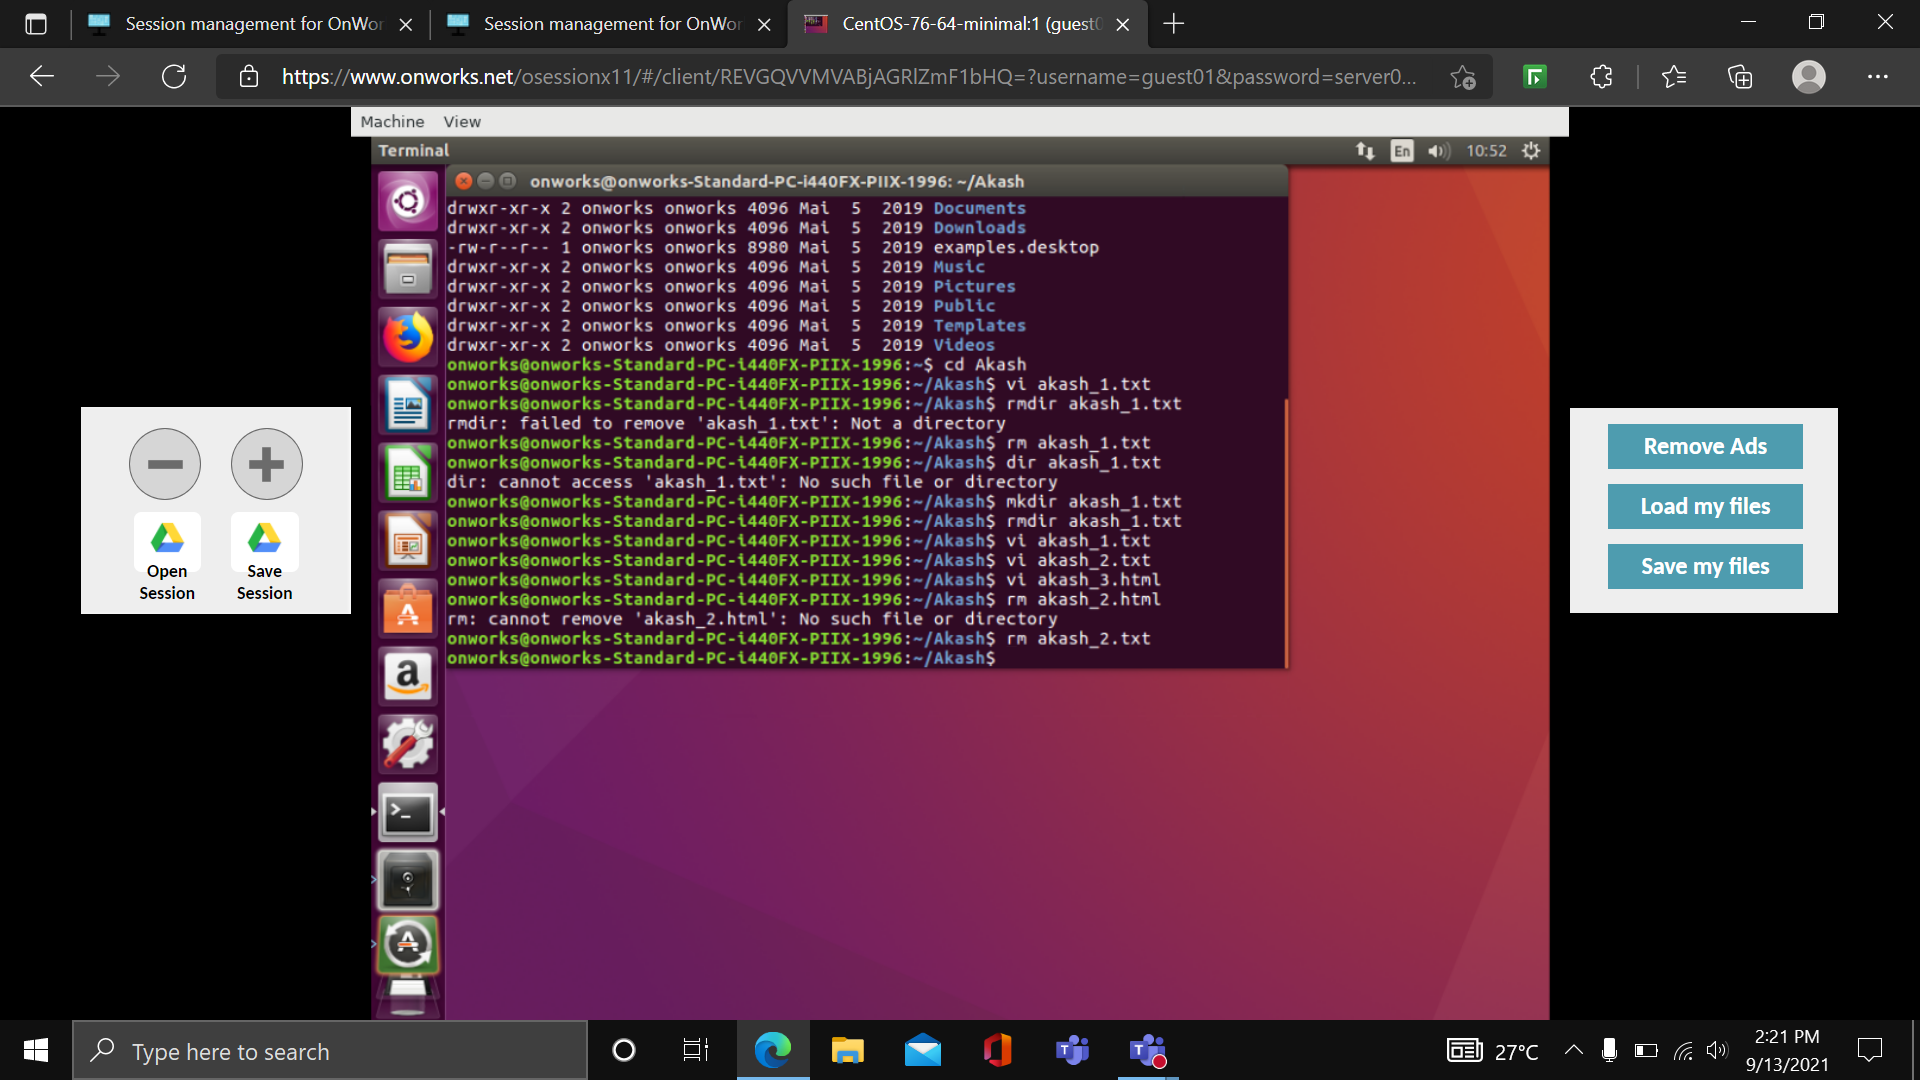 Session management for OnWor
Session management for OnWor
CentOS-76-64-minimal:1 (guest0
https://www.onworks.net/osessionx11/#/client/REVGQVVMVABjAGRlZmF1bHQ=?username=guest01&password=server0...
Machine View
Terminal
En
10:52
onworks@onworks-Standard-PC-i440FX-PIIX-1996: ~/Akash
drwxr-xr-x 2 onworks onworks 4096 Mai  5  2019 Documents
drwxr-xr-x 2 onworks onworks 4096 Mai  5  2019 Downloads
-rw-r--r-- 1 onworks onworks 8980 Mai  5  2019 examples.desktop
drwxr-xr-x 2 onworks onworks 4096 Mai  5  2019 Music
drwxr-xr-x 2 onworks onworks 4096 Mai  5  2019 Pictures
drwxr-xr-x 2 onworks onworks 4096 Mai  5  2019 Public
drwxr-xr-x 2 onworks onworks 4096 Mai  5  2019 Templates
drwxr-xr-x 2 onworks onworks 4096 Mai  5  2019 Videos
onworks@onworks-Standard-PC-i440FX-PIIX-1996:~$ cd Akash
onworks@onworks-Standard-PC-i440FX-PIIX-1996:~/Akash$ vi akash_1.txt
onworks@onworks-Standard-PC-i440FX-PIIX-1996:~/Akash$ rmdir akash_1.txt
rmdir: failed to remove 'akash_1.txt': Not a directory
onworks@onworks-Standard-PC-i440FX-PIIX-1996:~/Akash$ rm akash_1.txt
onworks@onworks-Standard-PC-i440FX-PIIX-1996:~/Akash$ dir akash_1.txt
dir: cannot access 'akash_1.txt': No such file or directory
onworks@onworks-Standard-PC-i440FX-PIIX-1996:~/Akash$ mkdir akash_1.txt
onworks@onworks-Standard-PC-i440FX-PIIX-1996:~/Akash$ rmdir akash_1.txt
onworks@onworks-Standard-PC-i440FX-PIIX-1996:~/Akash$ vi akash_1.txt
onworks@onworks-Standard-PC-i440FX-PIIX-1996:~/Akash$ vi akash_2.txt
onworks@onworks-Standard-PC-i440FX-PIIX-1996:~/Akash$ vi akash_3.html
onworks@onworks-Standard-PC-i440FX-PIIX-1996:~/Akash$ rm akash_2.html
rm: cannot remove 'akash_2.html': No such file or directory
onworks@onworks-Standard-PC-i440FX-PIIX-1996:~/Akash$ rm akash_2.txt
onworks@onworks-Standard-PC-i440FX-PIIX-1996:~/Akash$
Open Session
Save Session
Remove Ads
Load my files
Save my files
Type here to search
27°C
2:21 PM
9/13/2021